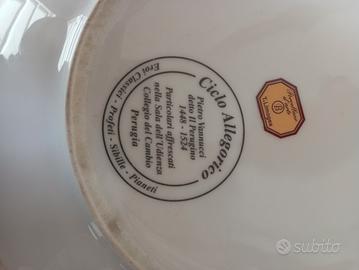 Ciclo Allegorico
Pietro Vannucci
detto Il Perugino
1448 - 1524
Particolari affrescati
nella Sala dell'Udienza
Collegio del Cambio
Perugia
Eroi Classici - Profeti - Sibille - Pianeti
B
subito